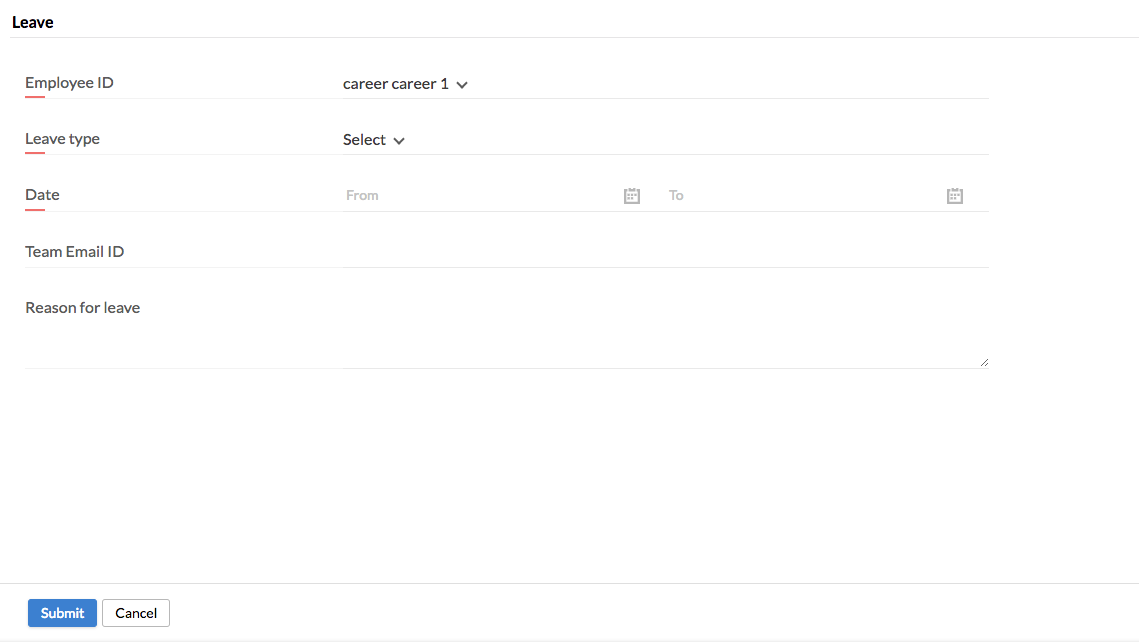 Leave
Employee ID career career 1
Leave type Select
Date From To
Team Email ID
Reason for leave
Submit Cancel